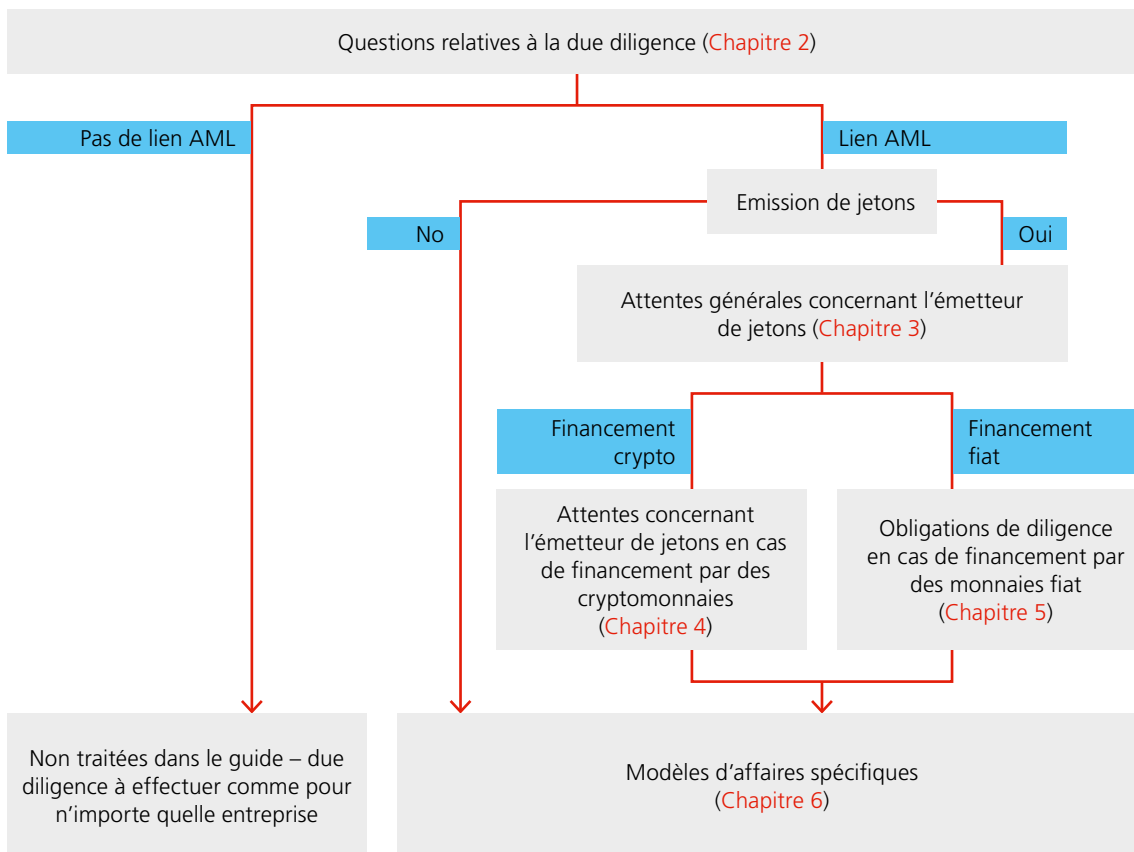 Questions relatives à la due diligence (Chapitre 2)
Pas de lien AML
Lien AML
Emission de jetons
No
Oui
Attentes générales concernant l'émetteur
de jetons (Chapitre 3)
Financement
crypto
Financement
fiat
Attentes concernant
l'émetteur de jetons en cas
de financement par des
cryptomonnaies
(Chapitre 4)
Obligations de diligence
en cas de financement par
des monnaies fiat
(Chapitre 5)
Non traitées dans le guide – due
diligence à effectuer comme pour
n'importe quelle entreprise
Modèles d'affaires spécifiques
(Chapitre 6)